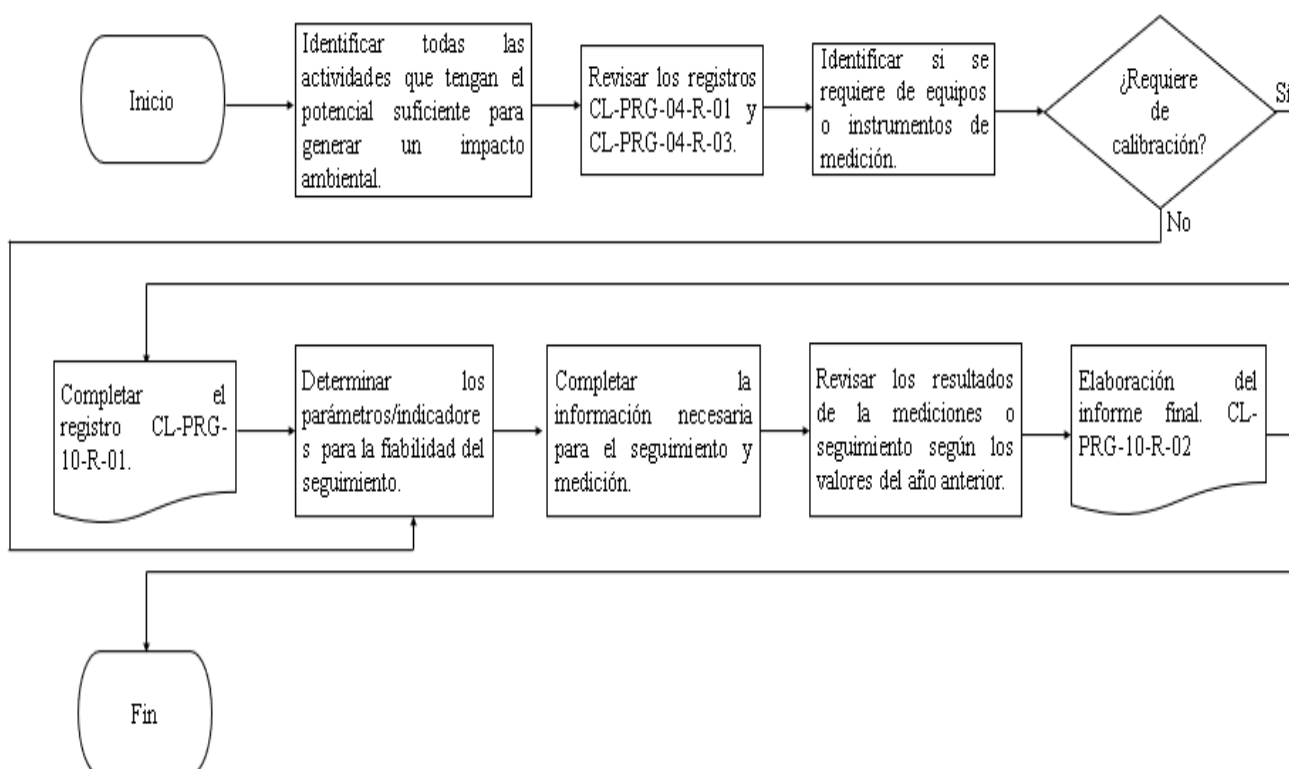 Inicio
Identificar todas las
actividades que tengan el
potencial suficiente para
generar un impacto
ambiental.
Revisar los registros
CL-PRG-04-R-01 y
CL-PRG-04-R-03.
Identificar si se
requiere de equipos
o instrumentos de
medición.
¿Requiere
de
calibración?
Si
No
Completar el
registro CL-PRG-
10-R-01.
Determinar los
parámetros/indicadore
s para la fiabilidad del
seguimiento.
Completar la
información necesaria
para el seguimiento y
medición.
Revisar los resultados
de la mediciones o
seguimiento según los
valores del año anterior.
Elaboración del
informe final. CL-
PRG-10-R-02
Fin